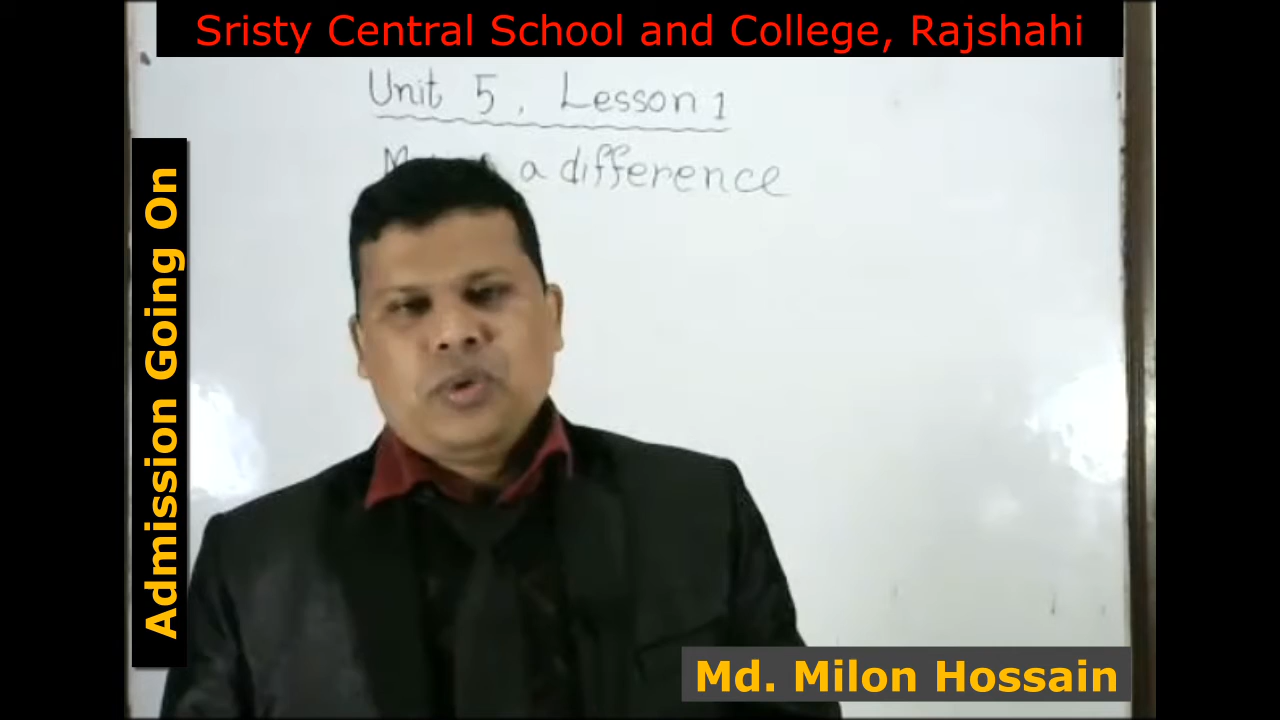 Sristy Central School and College, Rajshahi
Unit 5, Lesson 1
a difference
Admission Going On
Md. Milon Hossain